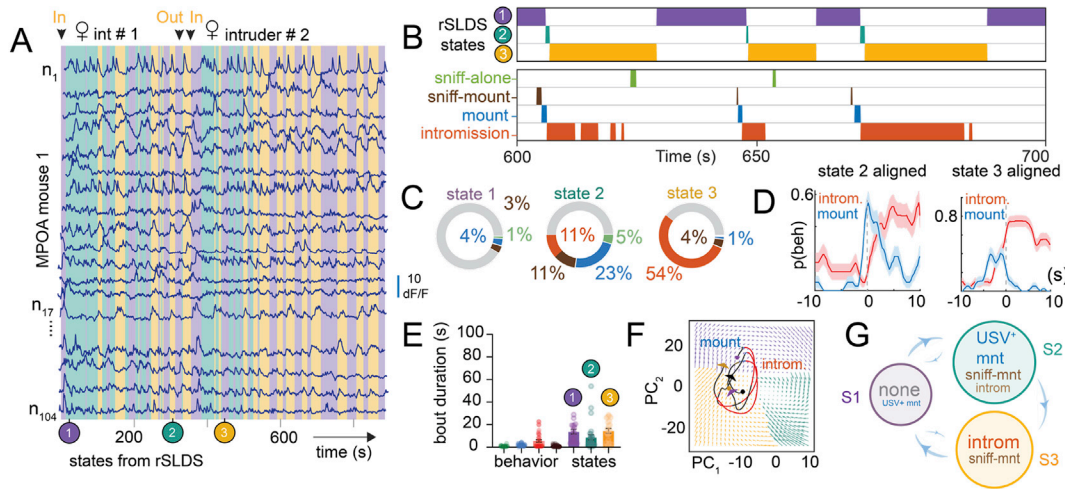 A
In
Out
In
♀ int # 1
♀ intruder # 2
n1
n17
n104
MPOA mouse 1
10
dF/F
1
200
2
3
600
states from rSLDS
time (s)
B
rSLDS
states
1
2
3
sniff-alone
sniff-mount
mount
intromission
600
Time (s)
650
700
C
state 1
state 2
state 3
4%
3%
1%
11%
5%
11%
23%
4%
1%
54%
D
state 2 aligned
state 3 aligned
0.6
introm.
mount
p(beh)
0
-10
0
10
0.8
introm.
mount
(s)
-10
0
10
E
bout duration (s)
100
80
60
40
20
0
1
2
3
behavior
states
F
mount
introm.
PC2
20
0
-20
PC1
-10
0
10
G
S1
none
USV+ mnt
USV+
mnt
sniff-mnt
introm
S2
introm
sniff-mnt
S3